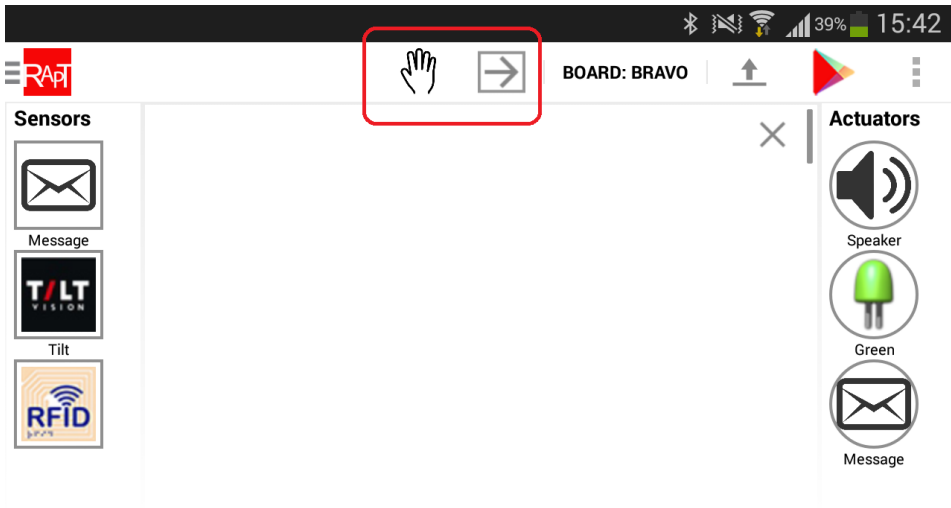 39% 15:42
RAPT
BOARD: BRAVO
Sensors
Actuators
Message
Speaker
TILT
VISION
Tilt
Green
RFID
Message